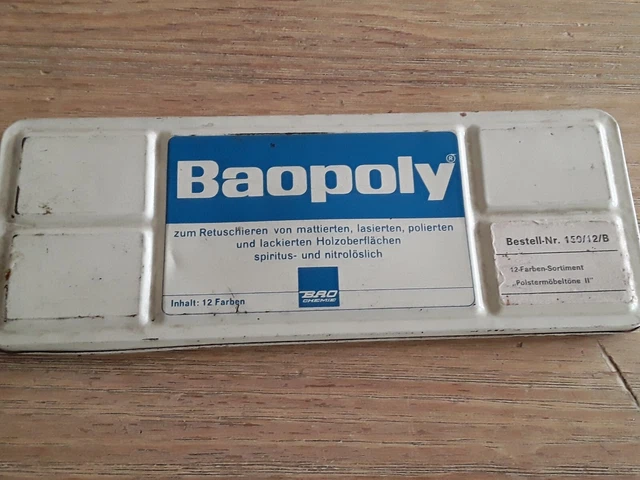 Baopoly®
zum Retuschieren von mattierten, lasierten, polierten
und lackierten Holzoberflächen
spiritus- und nitrolöslich
BAO
CHEMIE
Inhalt: 12 Farben
Bestell-Nr. 150/12/B
12-Farben-Sortiment
„Polstermöbeltöne II"